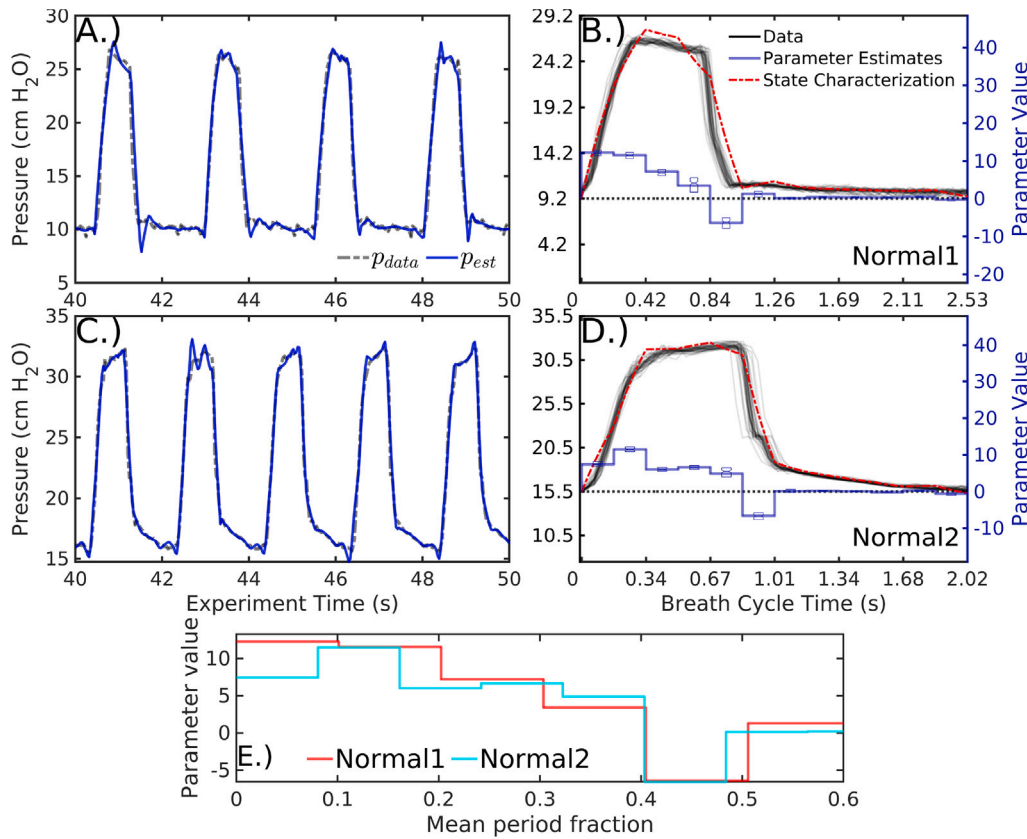 A.)
30
25
20
15
10
5
Pressure (cm H2O)
p_data p_est
40 42 44 46 48 50
B.)
29.2
24.2
19.2
14.2
9.2
4.2
Data
Parameter Estimates
State Characterization
40
30
20
10
0
-10
-20
Parameter Value
Normal1
0 0.42 0.84 1.26 1.69 2.11 2.53
C.)
35
30
25
20
15
Pressure (cm H2O)
40 42 44 46 48 50
Experiment Time (s)
D.)
35.5
30.5
25.5
20.5
15.5
10.5
40
30
20
10
0
-10
Parameter Value
Normal2
0 0.34 0.67 1.01 1.34 1.68 2.02
Breath Cycle Time (s)
10
5
0
-5
Parameter value
E.) Normal1 Normal2
0 0.1 0.2 0.3 0.4 0.5 0.6
Mean period fraction